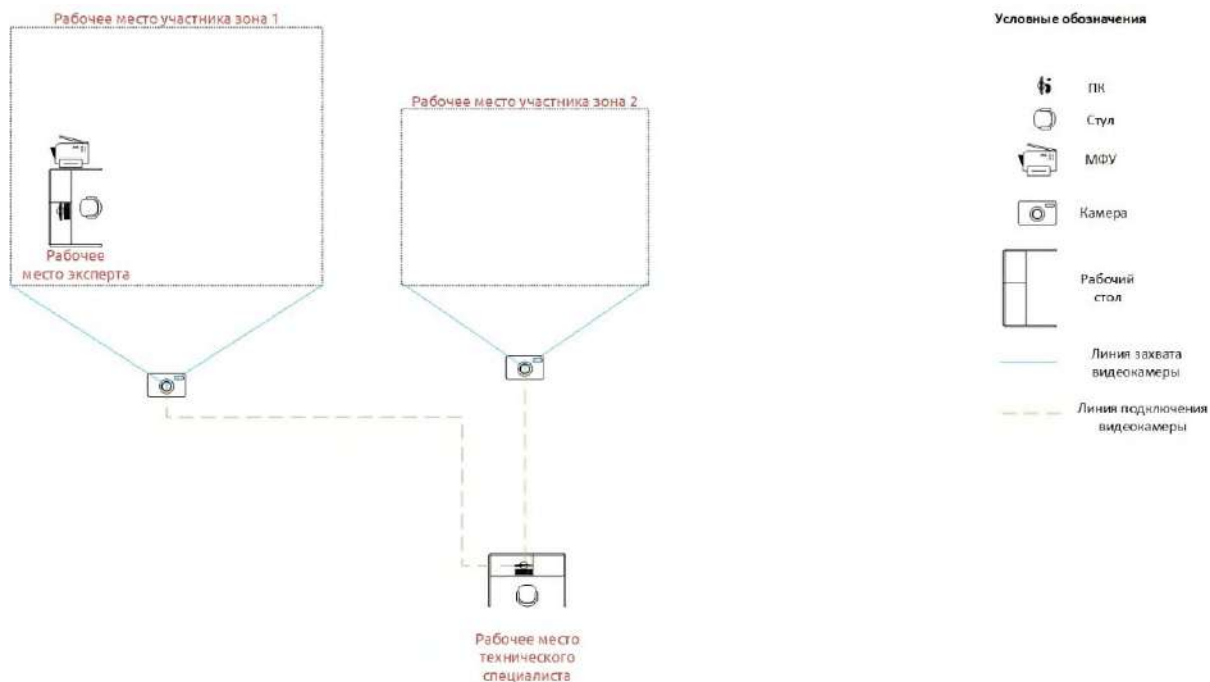 Рабочее место участника зона 1
Рабочее место участника зона 2
Рабочее
место эксперта
Рабочее место
технического
специалиста
Условные обозначения
ПК
Стул
МФУ
Камера
Рабочий
стол
Линия захвата
видеокамеры
Линия подключения
видеокамеры